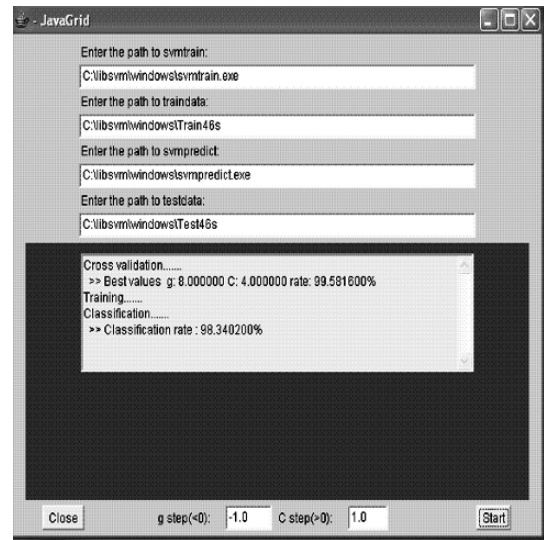 - JavaGrid
Enter the path to svmtrain:
C:\libsvm\windows\svmtrain.exe
Enter the path to traindata:
C:\libsvm\windows\Train46s
Enter the path to svmpredict:
C:\libsvm\windows\svmpredict.exe
Enter the path to testdata:
C:\libsvm\windows\Test46s
Cross validation.......
>> Best values g: 8.000000 C: 4.000000 rate: 99.581600%
Training.......
Classification.......
>> Classification rate : 98.340200%
Close g step(<0): -1.0 C step(>0): 1.0 Start